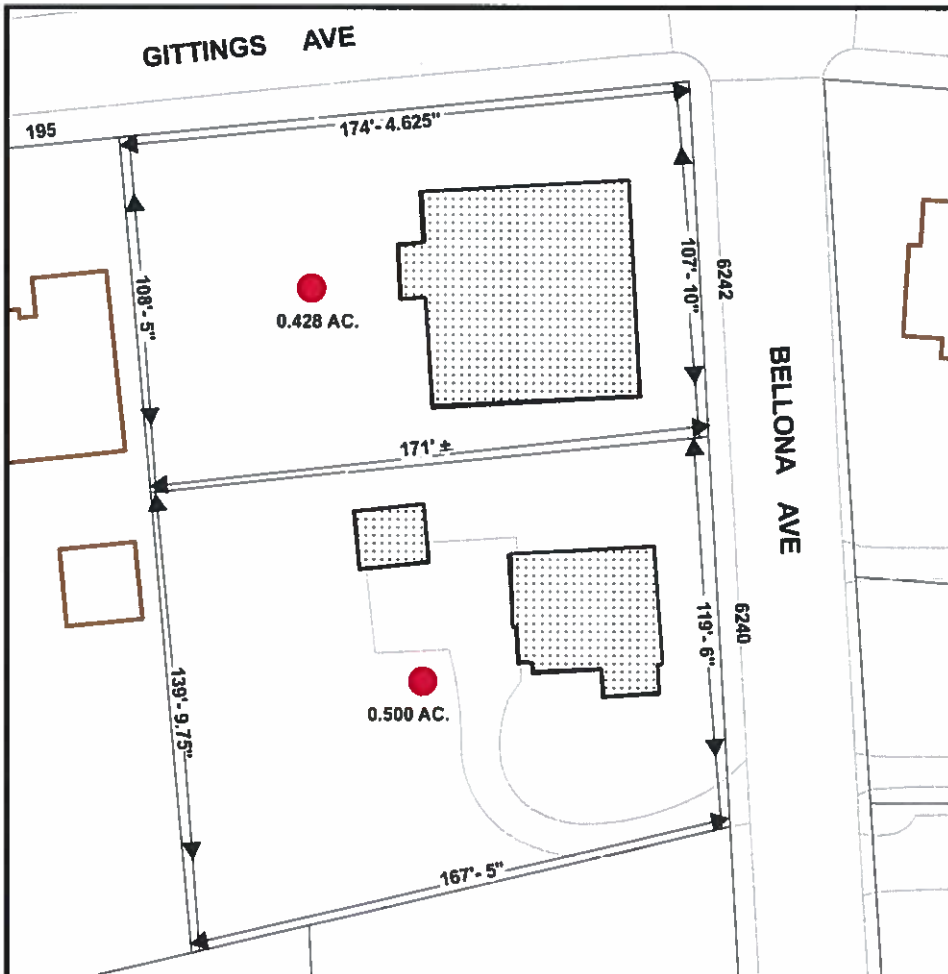 GITTINGS AVE
195
174'- 4.625"
108'- 5"
107'- 10"
6242
0.428 AC.
BELLONA AVE
171' ±
119'- 6"
6240
139'- 9.75"
0.500 AC.
167'- 5"